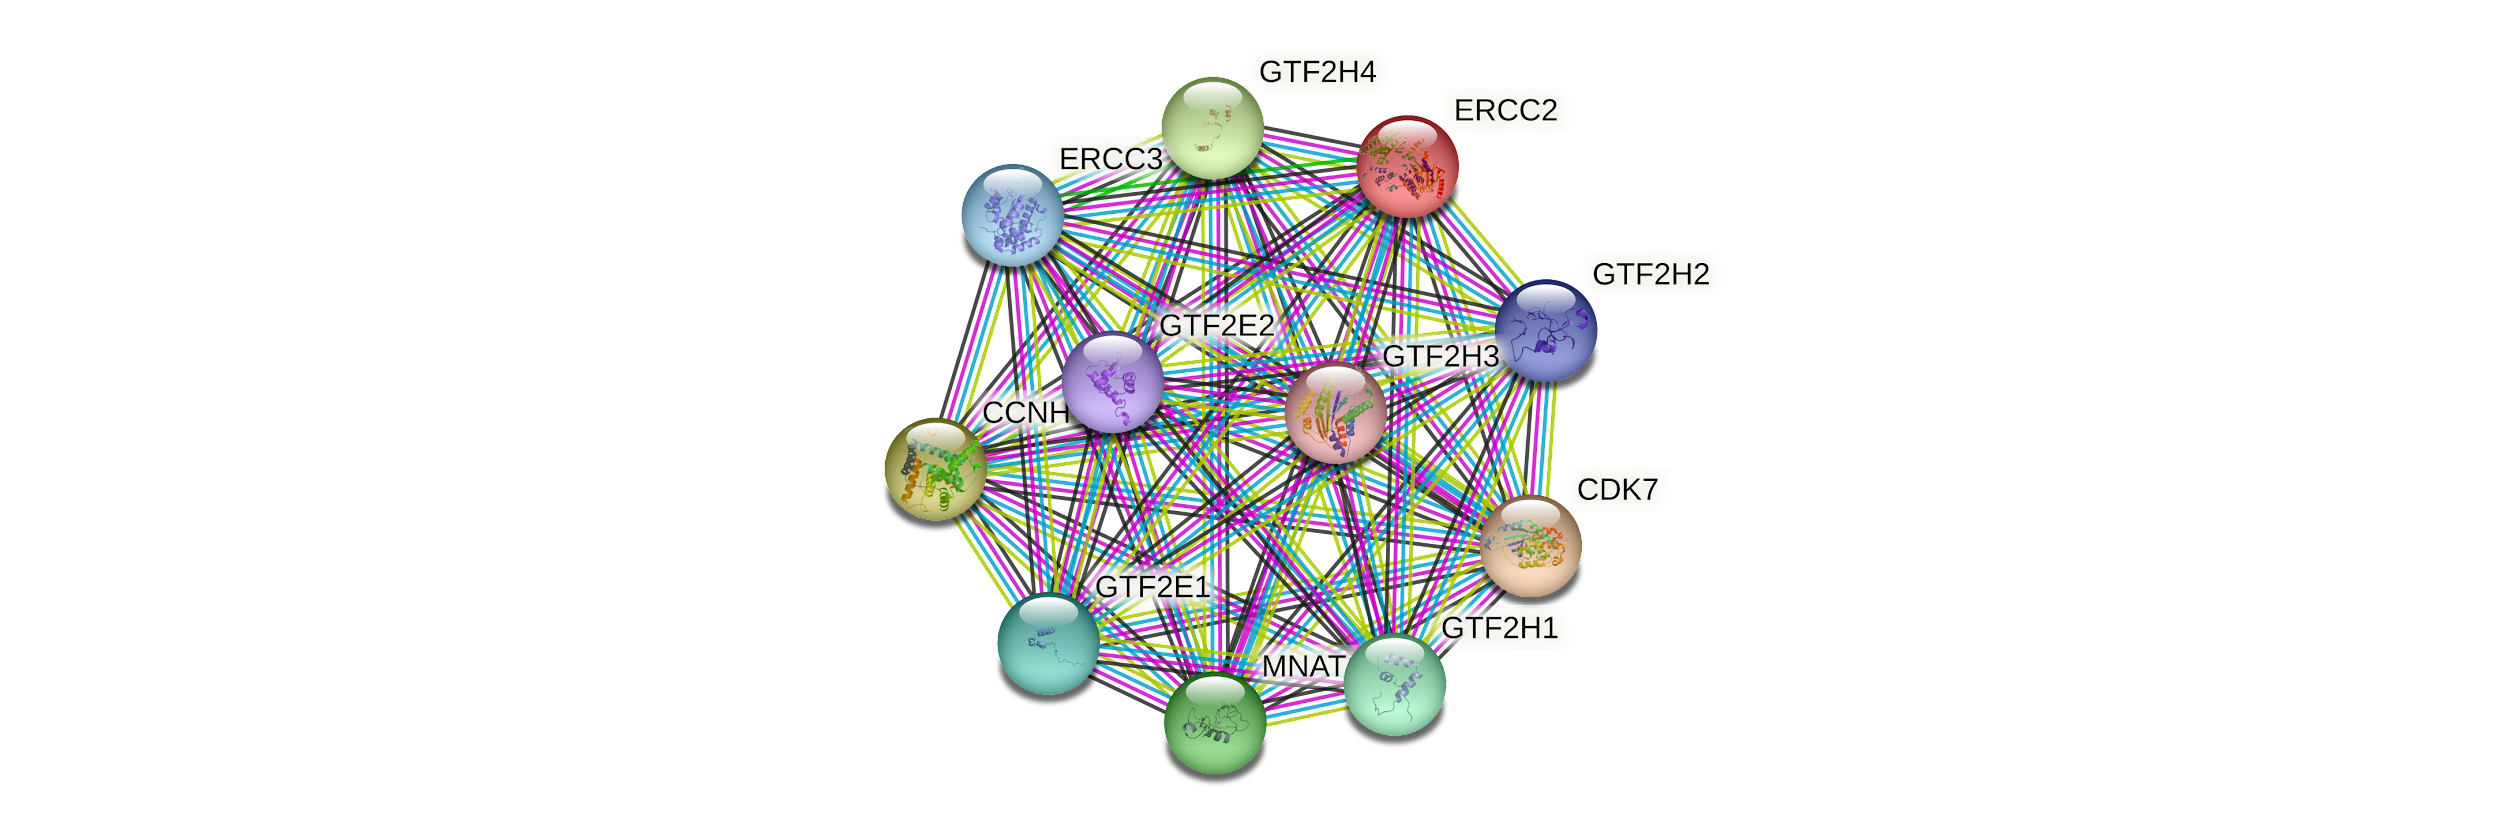 GTF2H4
ERCC2
ERCC3
GTF2H2
GTF2E2
GTF2H3
CCNH
CDK7
GTF2E1
GTF2H1
MNAT